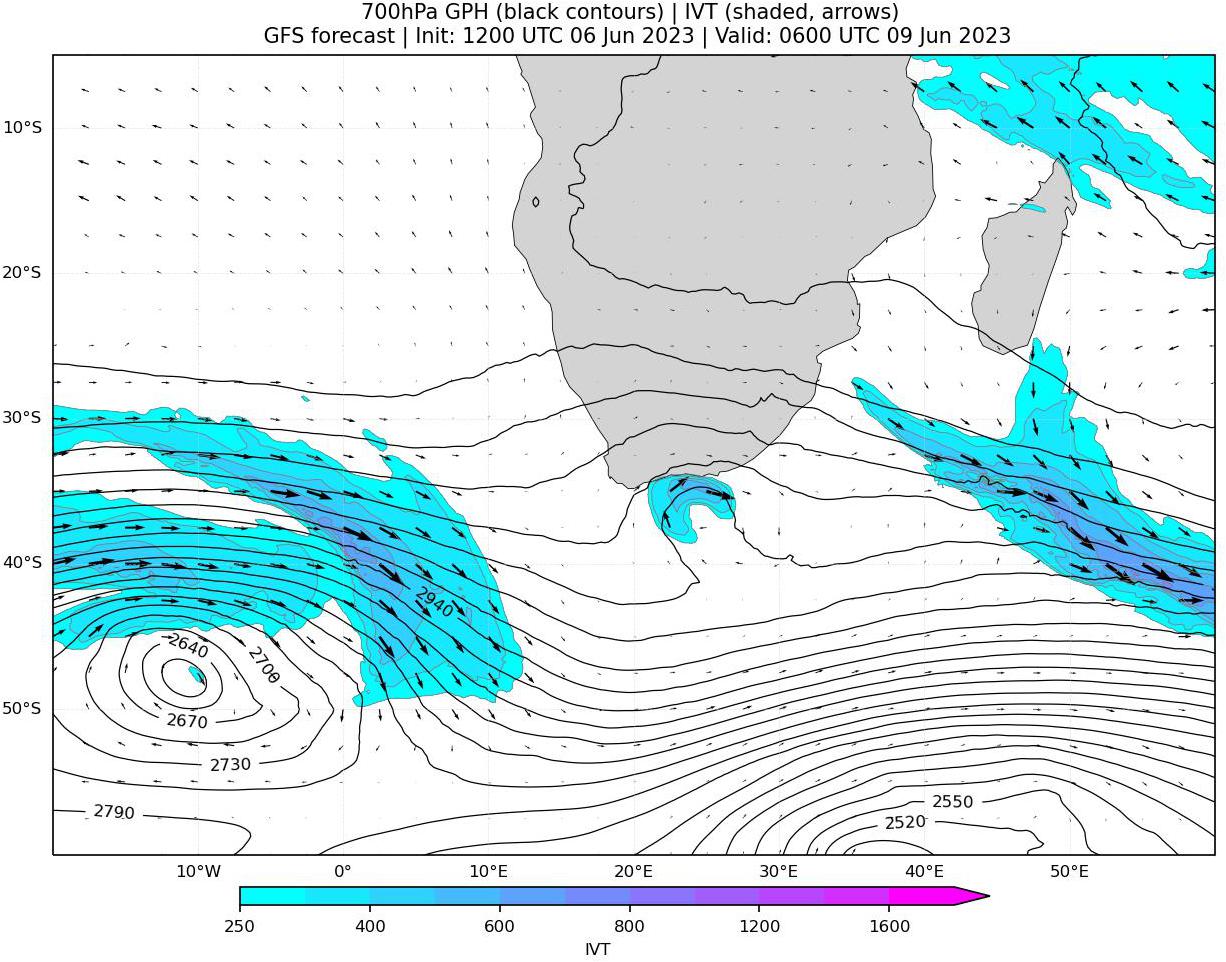 700hPa GPH (black contours) | IVT (shaded, arrows)
GFS forecast | Init: 1200 UTC 06 Jun 2023 | Valid: 0600 UTC 09 Jun 2023
10°S
20°S
30°S
40°S
50°S
2940
2640
2700
2670
2730
2790
2550
2520
10°W
0°
10°E
20°E
30°E
40°E
50°E
250
400
600
800
1200
1600
IVT